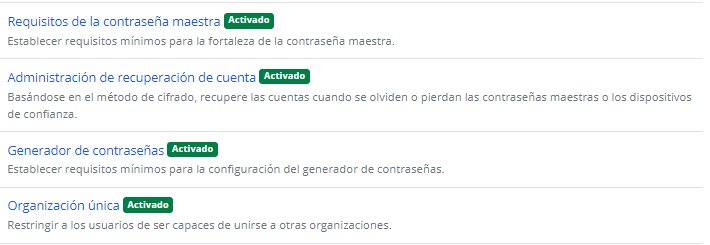 Requisitos de la contraseña maestra Activado
Establecer requisitos mínimos para la fortaleza de la contraseña maestra.
Administración de recuperación de cuenta Activado
Basándose en el método de cifrado, recupere las cuentas cuando se olviden o pierdan las contraseñas maestras o los dispositivos
de confianza.
Generador de contraseñas Activado
Establecer requisitos mínimos para la configuración del generador de contraseñas.
Organización única Activado
Restringir a los usuarios de ser capaces de unirse a otras organizaciones.